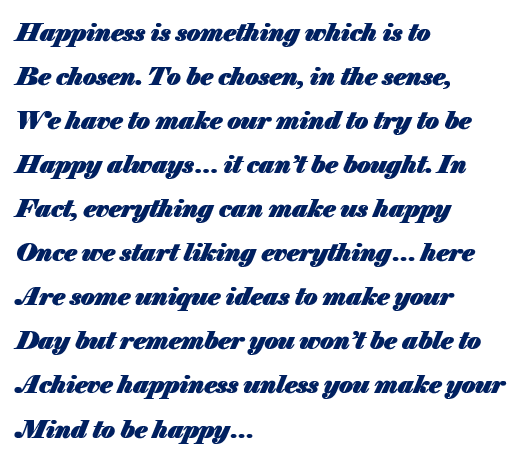 Happiness is something which is to
Be chosen. To be chosen, in the sense,
We have to make our mind to try to be
Happy always... it can't be bought. In
Fact, everything can make us happy
Once we start liking everything... here
Are some unique ideas to make your
Day but remember you won't be able to
Achieve happiness unless you make your
Mind to be happy...